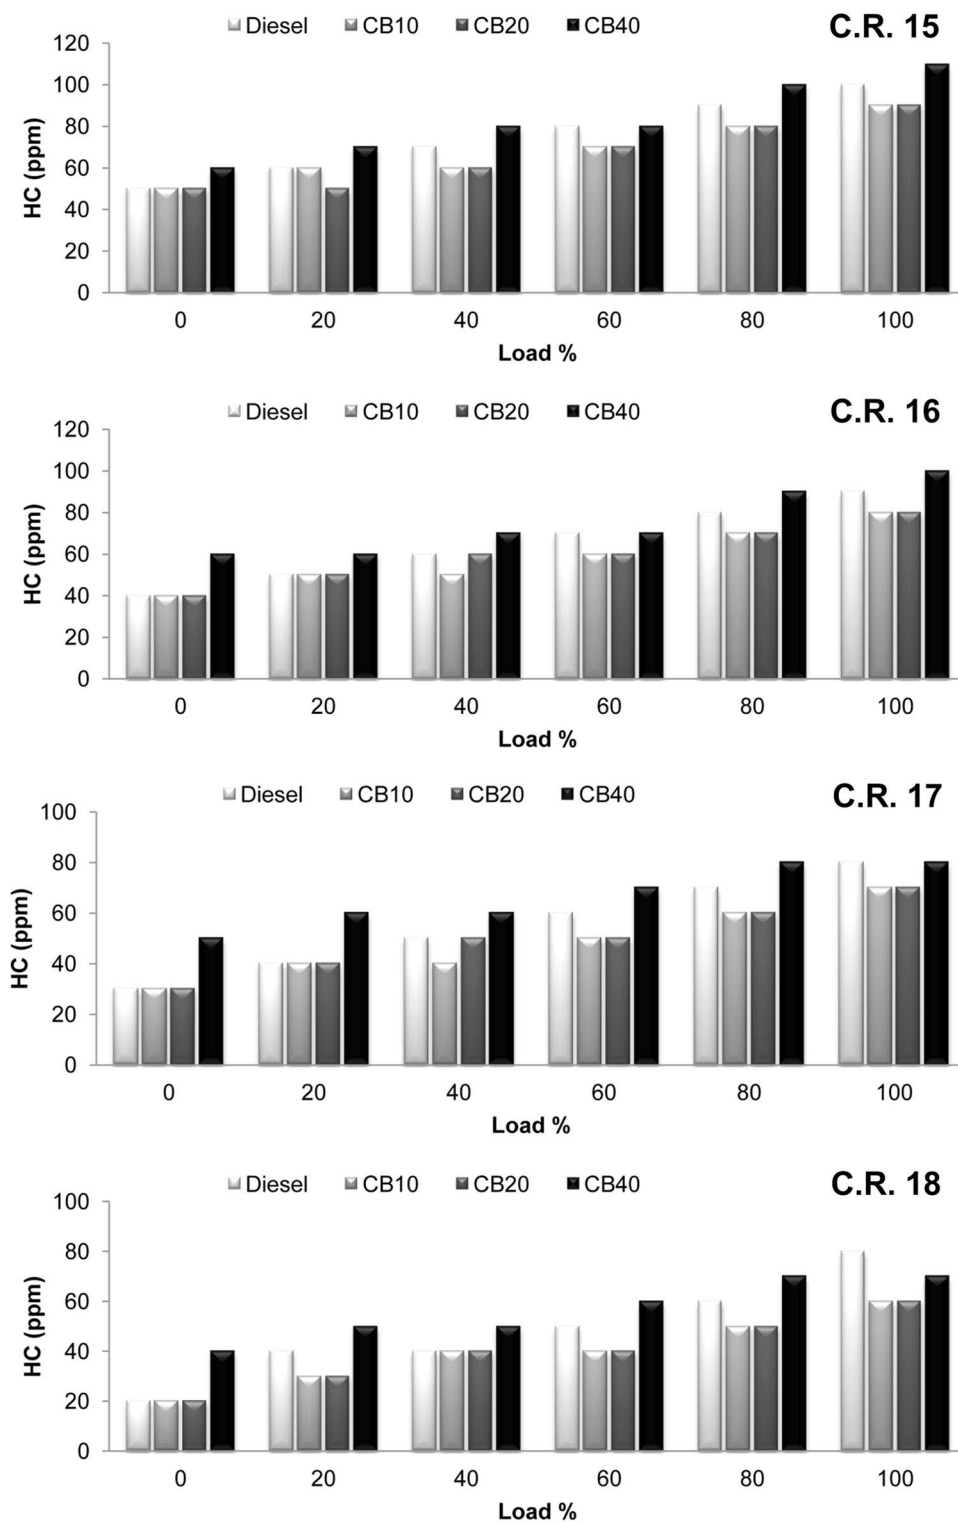 Diesel CB10 CB20 CB40 C.R. 15
120
100
80
60
40
20
0
HC (ppm)
0 20 40 60 80 100
Load %
Diesel CB10 CB20 CB40 C.R. 16
120
100
80
60
40
20
0
HC (ppm)
0 20 40 60 80 100
Load %
Diesel CB10 CB20 CB40 C.R. 17
100
80
60
40
20
0
HC (ppm)
0 20 40 60 80 100
Load %
Diesel CB10 CB20 CB40 C.R. 18
100
80
60
40
20
0
HC (ppm)
0 20 40 60 80 100
Load %